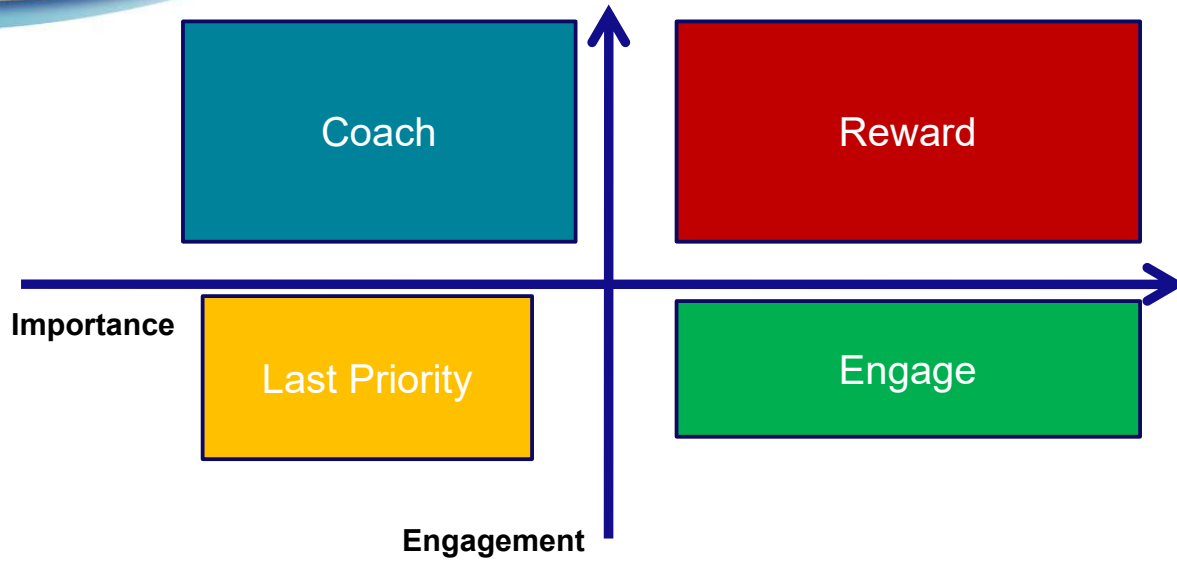 Coach
Reward
Importance
Last Priority
Engage
Engagement